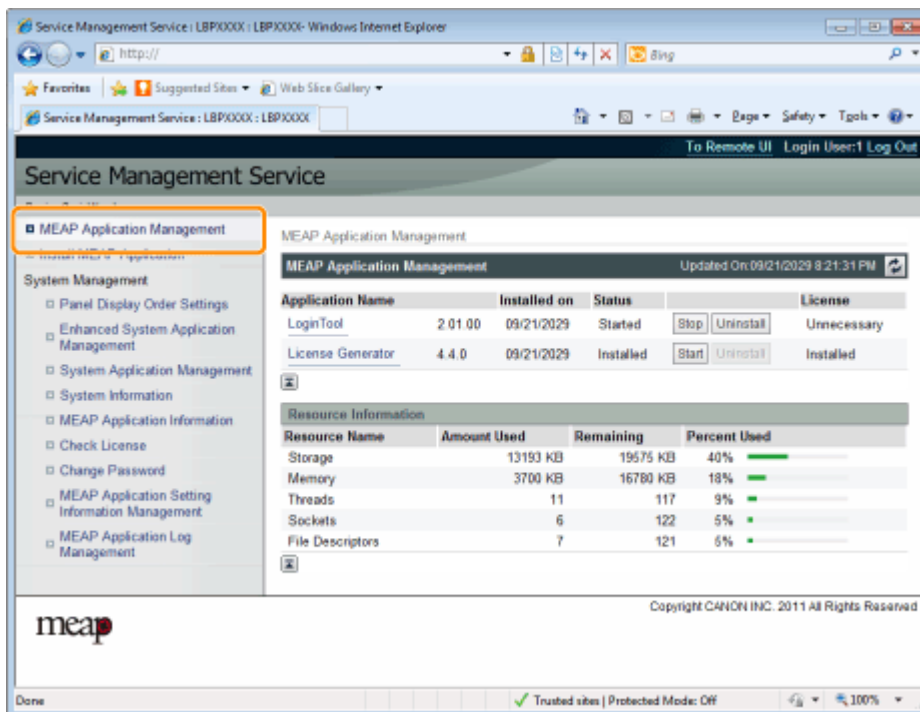 Service Management Service : LBPXXXX : LBPXXXX- Windows Internet Explorer
http://
Bing
Favorites Suggested Sites Web Slice Gallery
Service Management Service : LBPXXXX : LBPXXXX
Page Safety Tools
To Remote UI Login User:1 Log Out
Service Management Service
MEAP Application Management
Install MEAP Application
System Management
Panel Display Order Settings
Enhanced System Application
Management
System Application Management
System Information
MEAP Application Information
Check License
Change Password
MEAP Application Setting
Information Management
MEAP Application Log
Management
MEAP Application Management
MEAP Application Management Updated On:09/21/2029 8:21:31 PM
Application Name Installed on Status License
LoginTool 2.01.00 09/21/2029 Started Stop Uninstall Unnecessary
License Generator 4.4.0 09/21/2029 Installed Start Uninstall Installed
Resource Information
Resource Name Amount Used Remaining Percent Used
Storage 13193 KB 19575 KB 40%
Memory 3700 KB 16780 KB 18%
Threads 11 117 9%
Sockets 6 122 5%
File Descriptors 7 121 6%
Copyright CANON INC. 2011 All Rights Reserved
meap
Done Trusted sites | Protected Mode: Off 100%